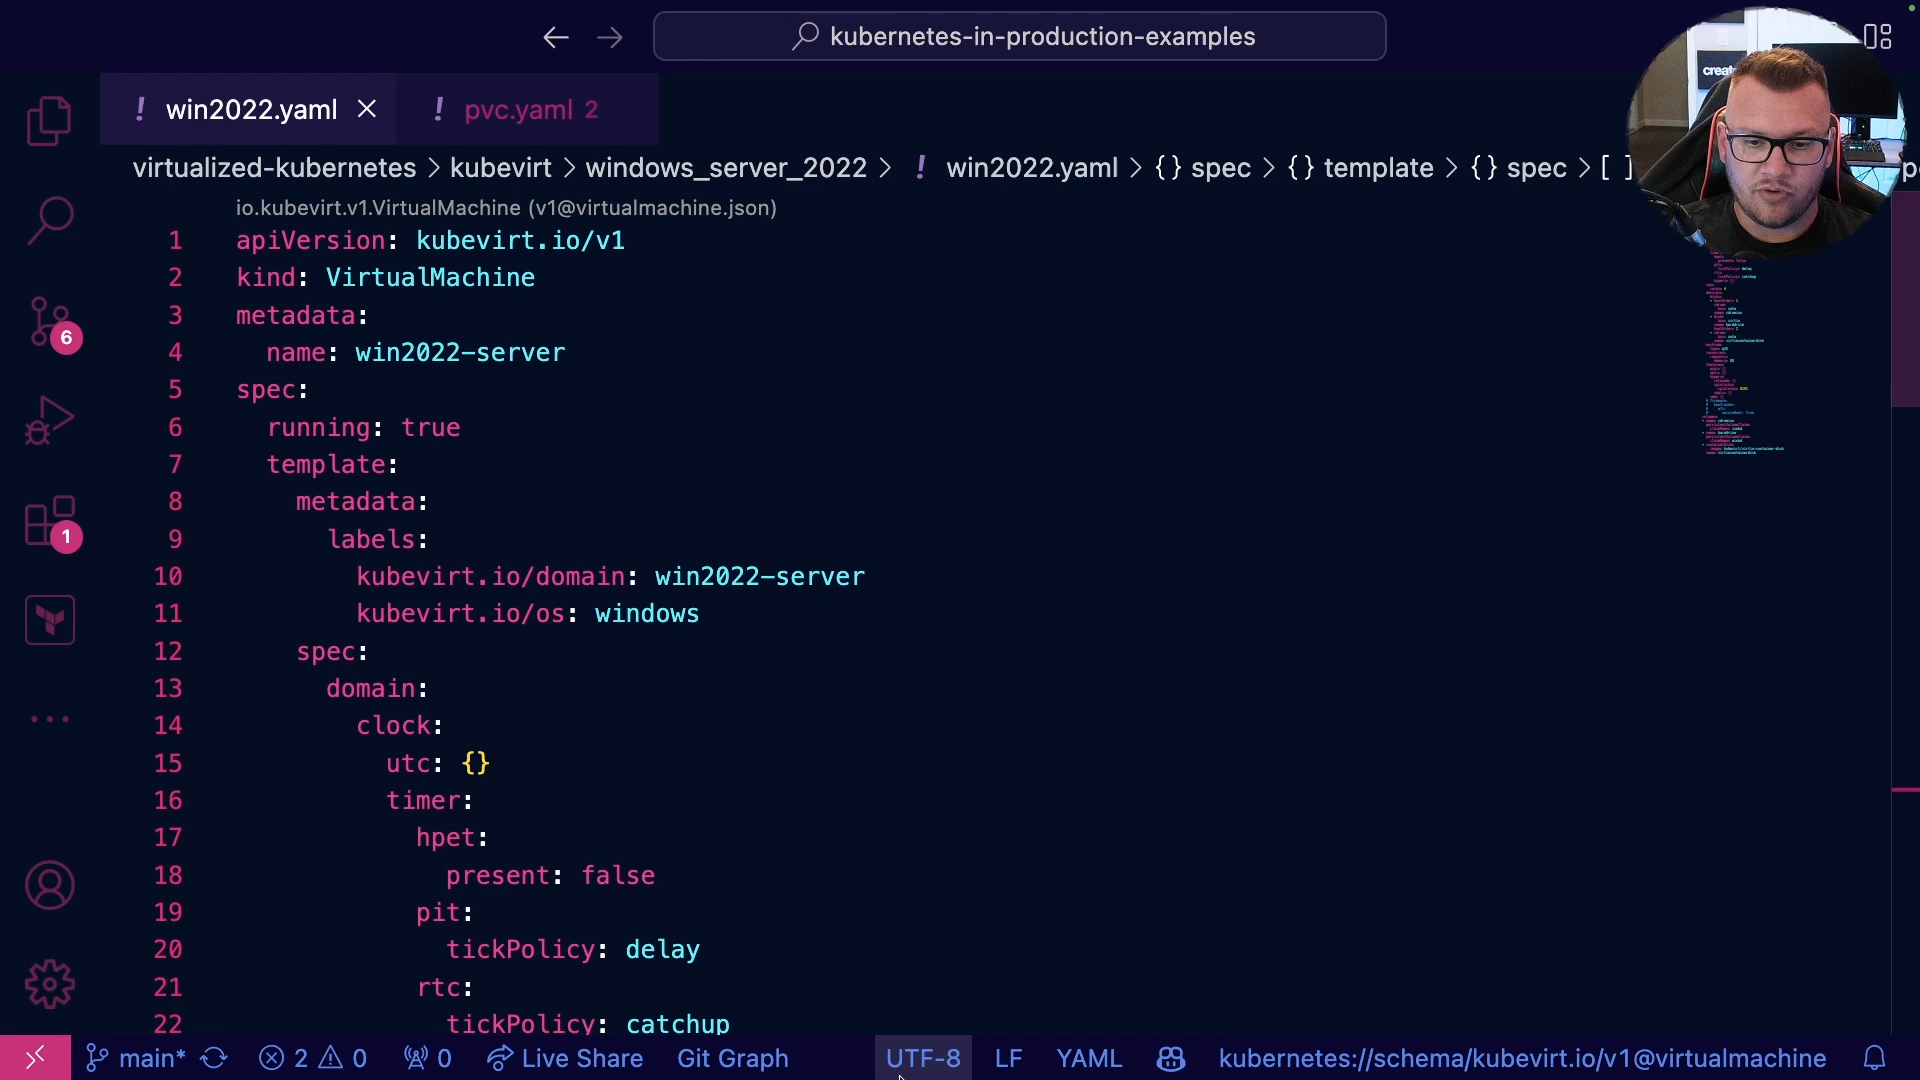 kubernetes-in-production-examples
! win2022.yaml × ! pvc.yaml 2
virtualized-kubernetes > kubevirt > windows_server_2022 > ! win2022.yaml > {} spec > {} template > {} spec > [ ]
io.kubevirt.v1.VirtualMachine (v1@virtualmachine.json)
1 apiVersion: kubevirt.io/v1
2 kind: VirtualMachine
3 metadata:
4 name: win2022-server
5 spec:
6 running: true
7 template:
8 metadata:
9 labels:
10 kubevirt.io/domain: win2022-server
11 kubevirt.io/os: windows
12 spec:
13 domain:
14 clock:
15 utc: {}
16 timer:
17 hpet:
18 present: false
19 pit:
20 tickPolicy: delay
21 rtc:
22 tickPolicy: catchup
6
1
main* 2 0 0 Live Share Git Graph UTF-8 LF YAML kubernetes://schema/kubevirt.io/v1@virtualmachine